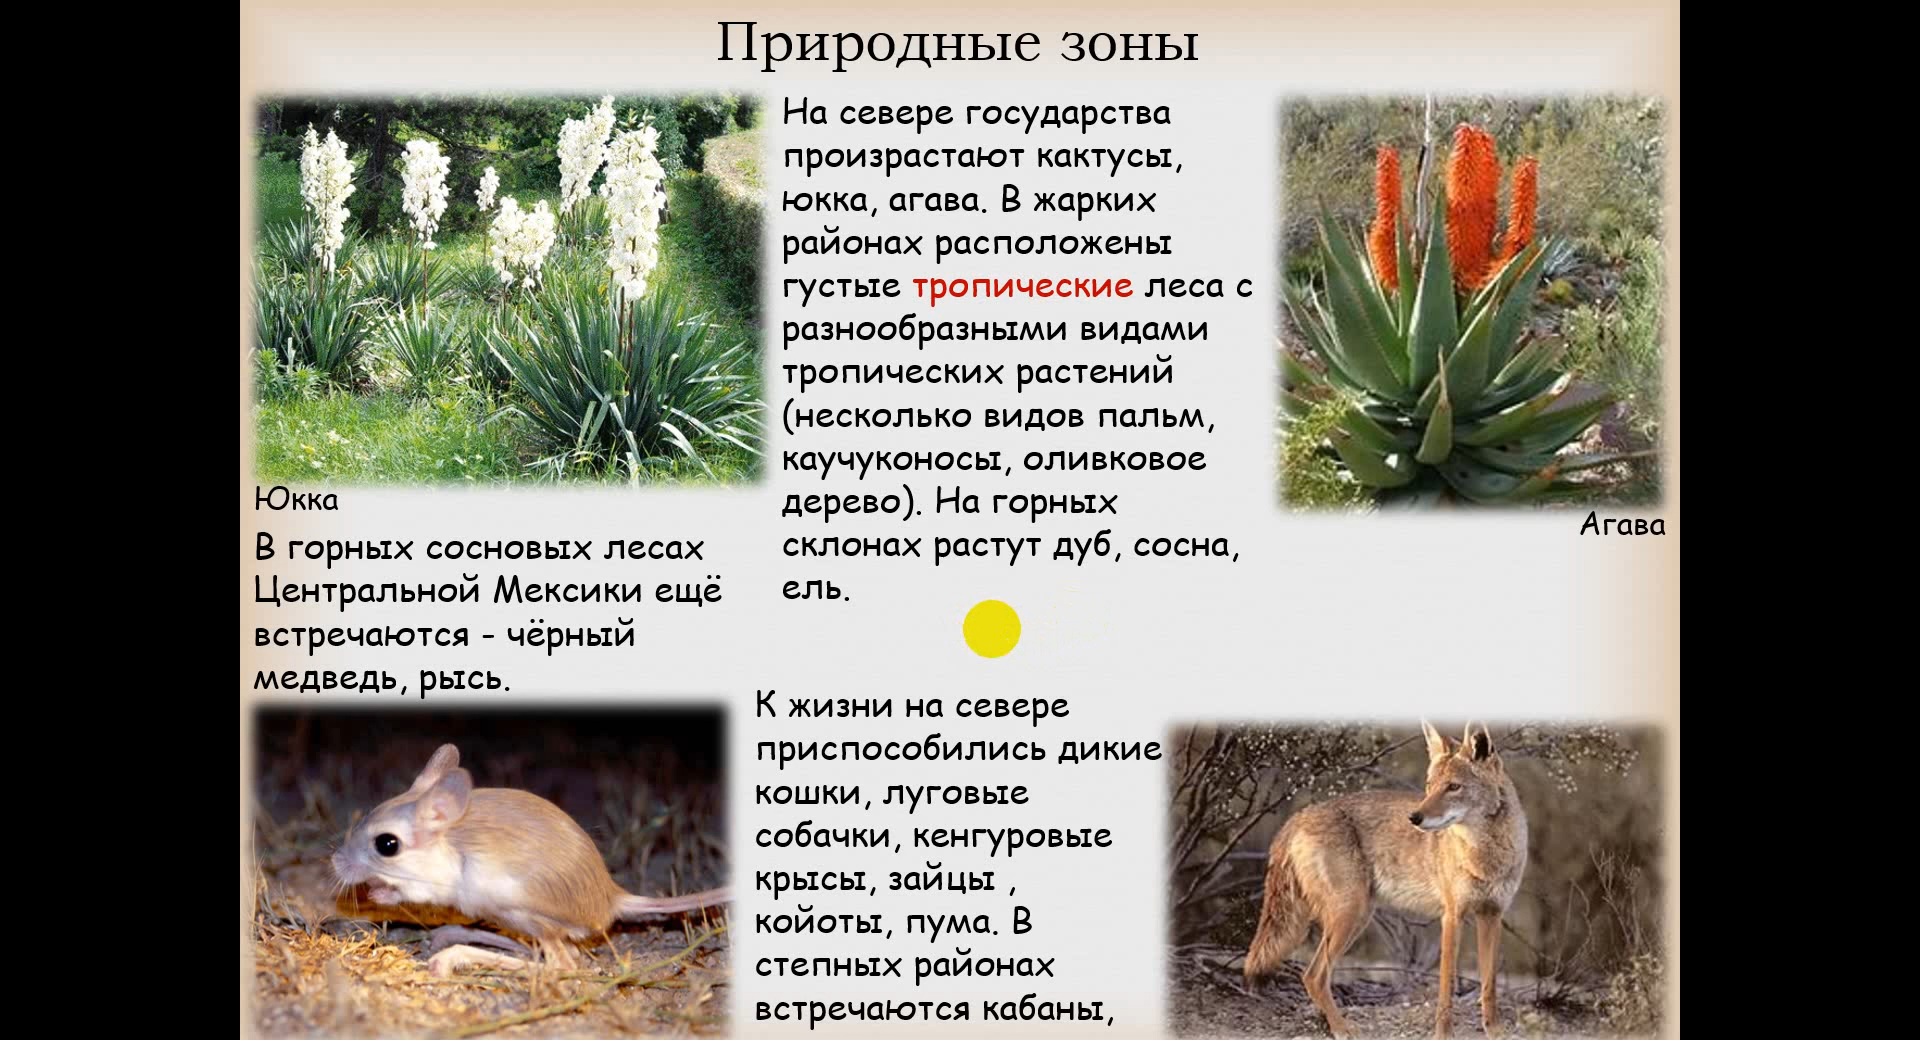 Природные зоны
Юкка
В горных сосновых лесах
Центральной Мексики ещё
встречаются - чёрный
медведь, рысь.
На севере государства
произрастают кактусы,
юкка, агава. В жарких
районах расположены
густые тропические леса с
разнообразными видами
тропических растений
(несколько видов пальм,
каучуконосы, оливковое
дерево). На горных
склонах растут дуб, сосна,
ель.
Агава
К жизни на севере
приспособились дикие
кошки, луговые
собачки, кенгуровые
крысы, зайцы ,
койоты, пума. В
степных районах
встречаются кабаны,